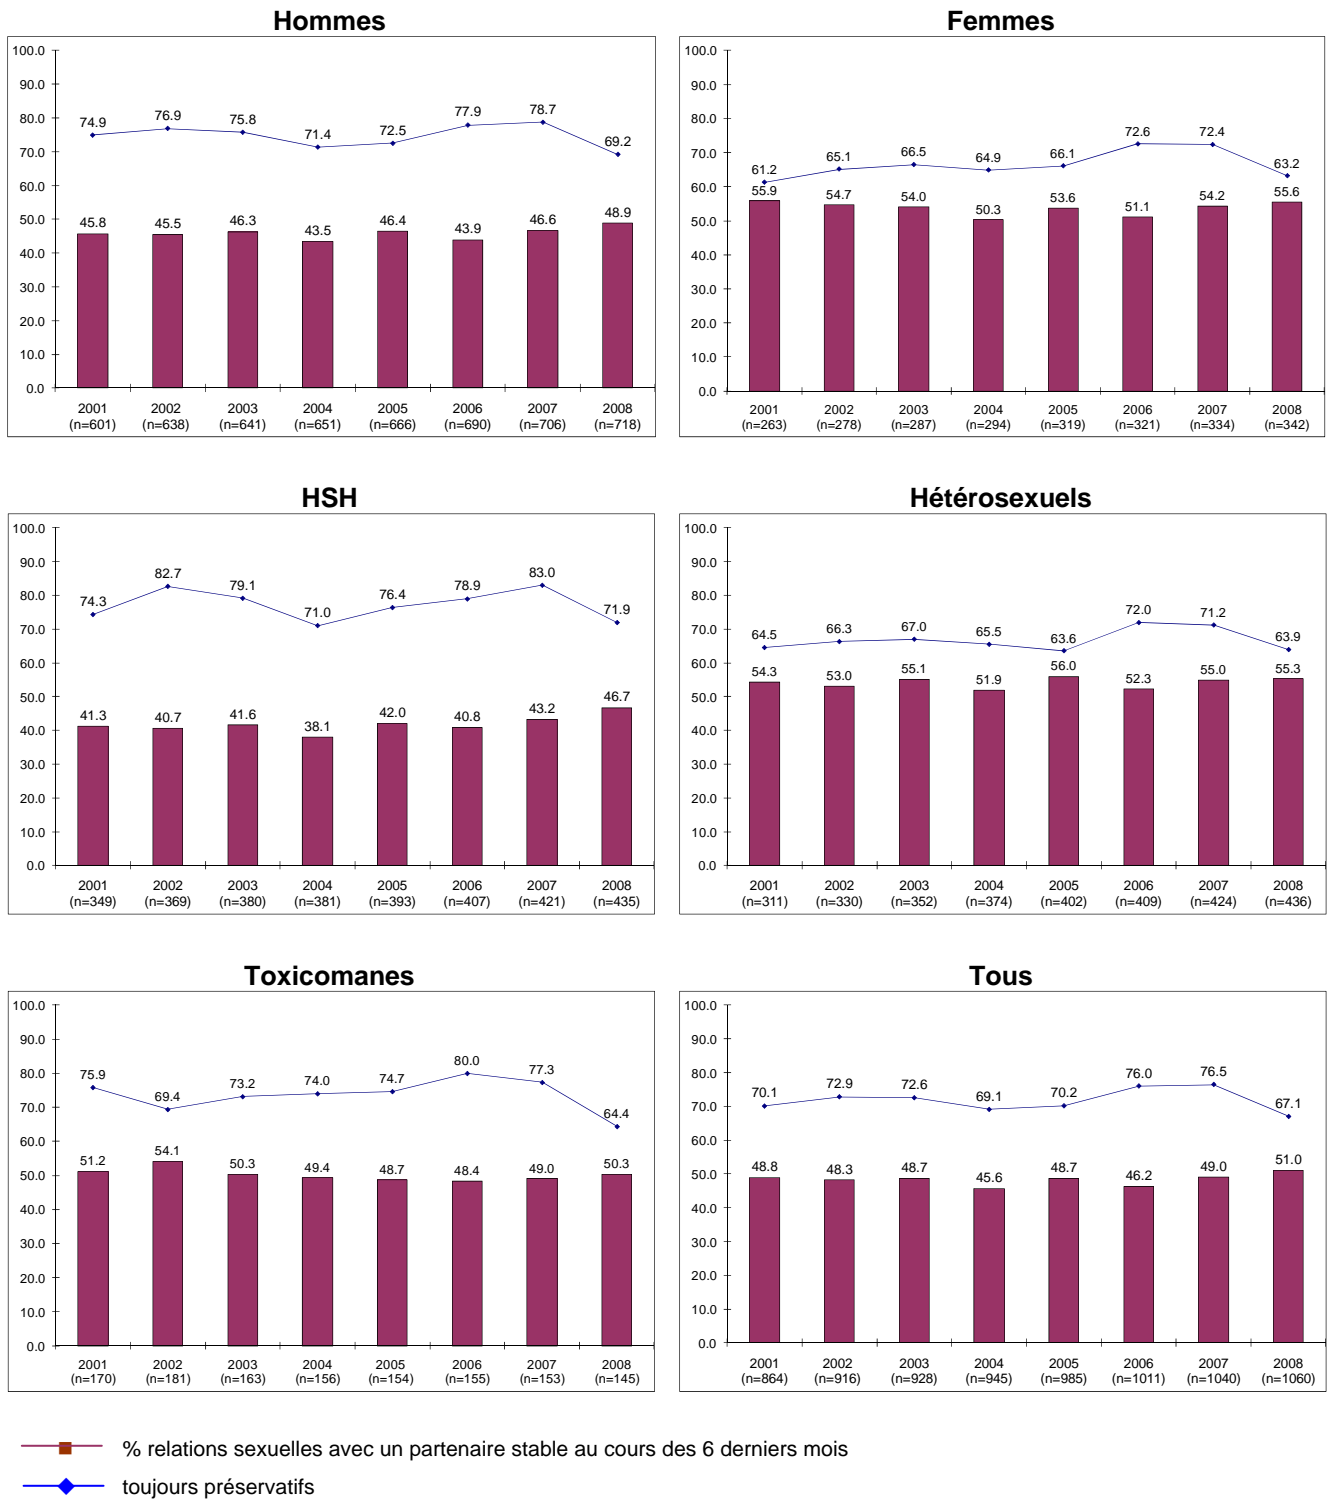 Hommes
100.0
90.0
80.0
70.0
60.0
50.0
40.0
30.0
20.0
10.0
0.0
74.9 76.9 75.8 71.4 72.5 77.9 78.7 69.2
45.8 45.5 46.3 43.5 46.4 43.9 46.6 48.9
2001 2002 2003 2004 2005 2006 2007 2008
(n=601) (n=638) (n=641) (n=651) (n=666) (n=690) (n=706) (n=718)
Femmes
100.0
90.0
80.0
70.0
60.0
50.0
40.0
30.0
20.0
10.0
0.0
61.2 65.1 66.5 64.9 66.1 72.6 72.4 63.2
55.9 54.7 54.0 50.3 53.6 51.1 54.2 55.6
2001 2002 2003 2004 2005 2006 2007 2008
(n=263) (n=278) (n=287) (n=294) (n=319) (n=321) (n=334) (n=342)
HSH
100.0
90.0
80.0
70.0
60.0
50.0
40.0
30.0
20.0
10.0
0.0
74.3 82.7 79.1 71.0 76.4 78.9 83.0 71.9
41.3 40.7 41.6 38.1 42.0 40.8 43.2 46.7
2001 2002 2003 2004 2005 2006 2007 2008
(n=349) (n=369) (n=380) (n=381) (n=393) (n=407) (n=421) (n=435)
Hétérosexuels
100.0
90.0
80.0
70.0
60.0
50.0
40.0
30.0
20.0
10.0
0.0
64.5 66.3 67.0 65.5 63.6 72.0 71.2 63.9
54.3 53.0 55.1 51.9 56.0 52.3 55.0 55.3
2001 2002 2003 2004 2005 2006 2007 2008
(n=311) (n=330) (n=352) (n=374) (n=402) (n=409) (n=424) (n=436)
Toxicomanes
100.0
90.0
80.0
70.0
60.0
50.0
40.0
30.0
20.0
10.0
0.0
75.9 69.4 73.2 74.0 74.7 80.0 77.3 64.4
51.2 54.1 50.3 49.4 48.7 48.4 49.0 50.3
2001 2002 2003 2004 2005 2006 2007 2008
(n=170) (n=181) (n=163) (n=156) (n=154) (n=155) (n=153) (n=145)
Tous
100.0
90.0
80.0
70.0
60.0
50.0
40.0
30.0
20.0
10.0
0.0
70.1 72.9 72.6 69.1 70.2 76.0 76.5 67.1
48.8 48.3 48.7 45.6 48.7 46.2 49.0 51.0
2001 2002 2003 2004 2005 2006 2007 2008
(n=864) (n=916) (n=928) (n=945) (n=985) (n=1011) (n=1040) (n=1060)
% relations sexuelles avec un partenaire stable au cours des 6 derniers mois
toujours préservatifs